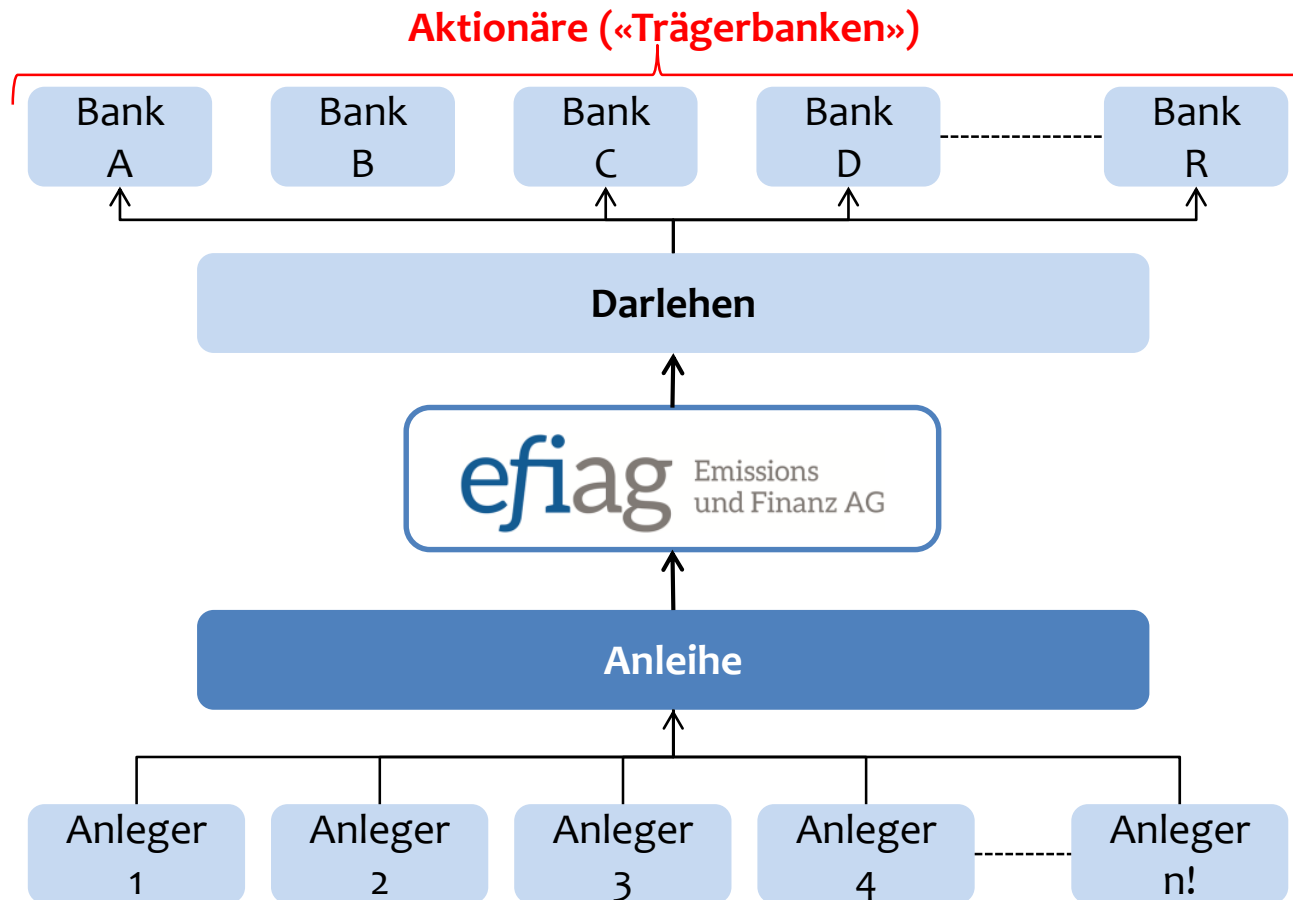 Aktionäre («Trägerbanken»)
Bank
A
Bank
B
Bank
C
Bank
D
Bank
R
Darlehen
efiag
Emissions
und Finanz AG
Anleihe
Anleger
1
Anleger
2
Anleger
3
Anleger
4
Anleger
n!